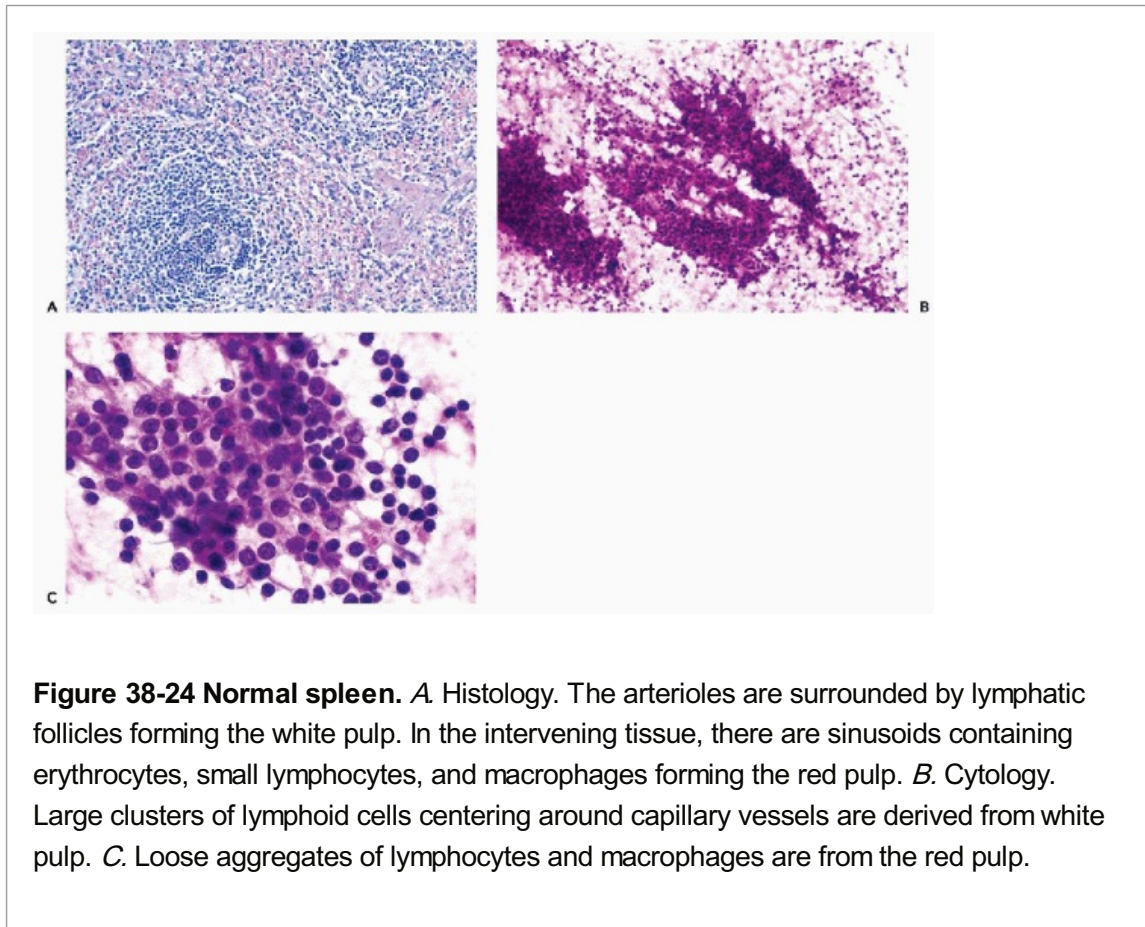 A
B
C
Figure 38-24 Normal spleen. A. Histology. The arterioles are surrounded by lymphatic
follicles forming the white pulp. In the intervening tissue, there are sinusoids containing
erythrocytes, small lymphocytes, and macrophages forming the red pulp. B. Cytology.
Large clusters of lymphoid cells centering around capillary vessels are derived from white
pulp. C. Loose aggregates of lymphocytes and macrophages are from the red pulp.